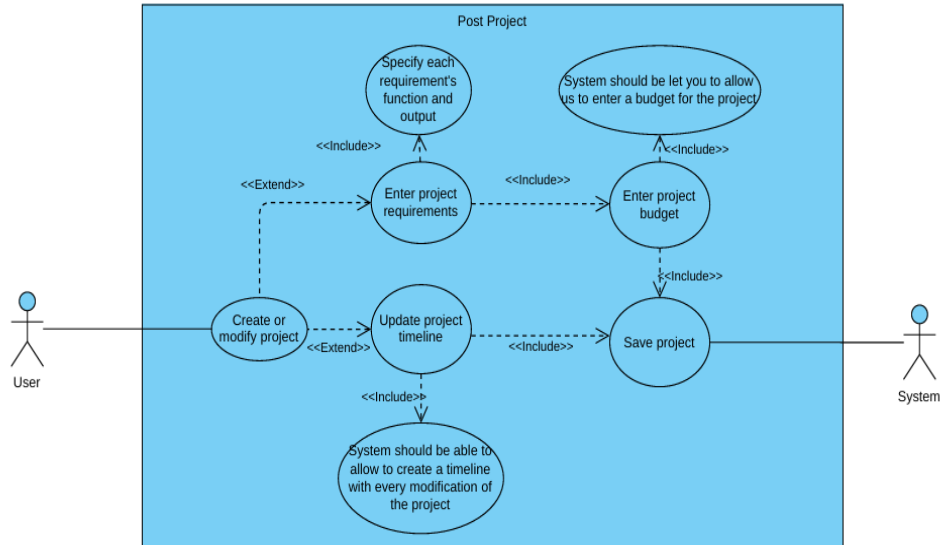 Post Project
Specify each
requirement's
function and
output
System should be let you to allow
us to enter a budget for the project
<<Include>>
<<Include>>
<<Extend>>
<<Include>>
Enter project
requirements
Enter project
budget
<<Include>>
Create or
modify project
Update project
timeline
Save project
<<Extend>>
<<Include>>
User
System
<<Include>>
System should be able to
allow to create a timeline
with every modification of
the project